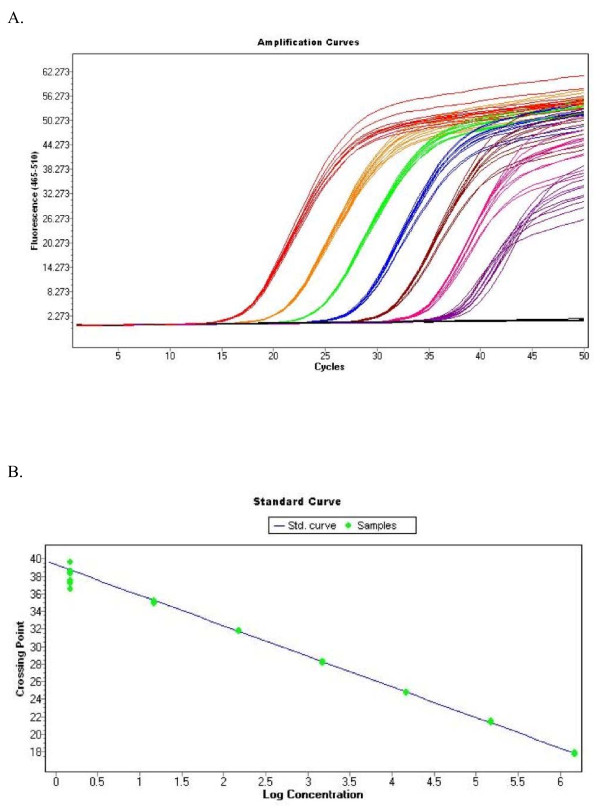 A.
Amplification Curves
62.273
56.273
50.273
44.273
38.273
32.273
26.273
20.273
14.273
8.273
2.273
Fluorescence (465-510)
5 10 15 20 25 30 35 40 45 50
Cycles
B.
Standard Curve
Std. curve Samples
40
38
36
34
32
30
28
26
24
22
20
18
Crossing Point
0 0.5 1 1.5 2 2.5 3 3.5 4 4.5 5 5.5 6
Log Concentration